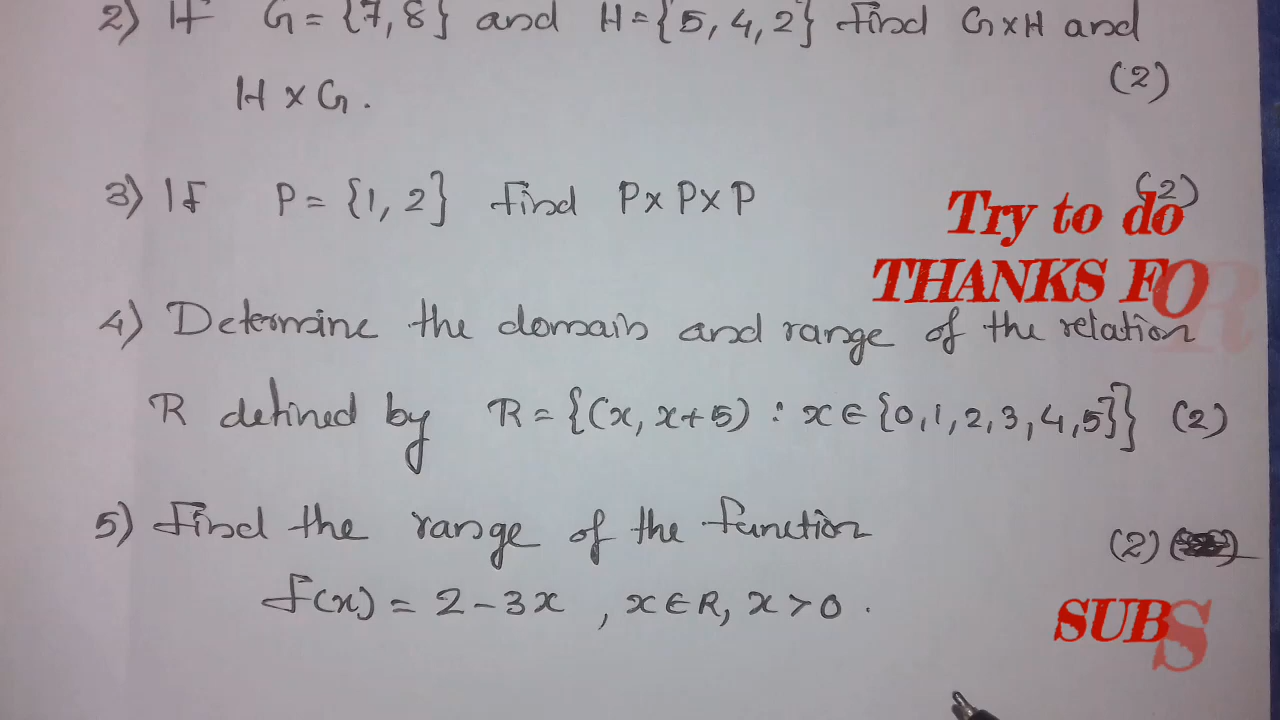 2) If G = {7, 8} and H = {5, 4, 2} find G x H and
H x G. (2)
3) If P = {1, 2} find P x P x P (2)
Try to do
THANKS FOR
4) Determine the domain and range of the relation
R defined by R = {(x, x+5) : x ∈ {0, 1, 2, 3, 4, 5}} (2)
5) Find the range of the function (2)
f(x) = 2 - 3x , x ∈ R, x > 0 .
SUBS